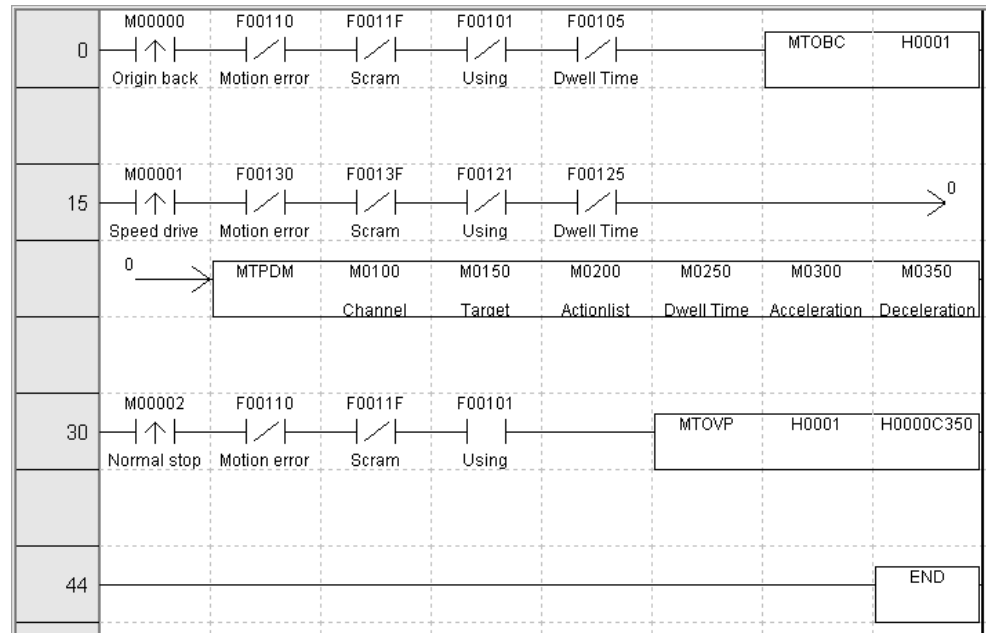 M00000 F00110 F0011F F00101 F00105
0 MTOBC H0001
Origin back Motion error Scram Using Dwell Time
M00001 F00130 F0013F F00121 F00125
15 0
Speed drive Motion error Scram Using Dwell Time
0 MTPDM M0100 M0150 M0200 M0250 M0300 M0350
Channel Target Actionlist Dwell Time Acceleration Deceleration
M00002 F00110 F0011F F00101
30 MTOVP H0001 H0000C350
Normal stop Motion error Scram Using
44 END